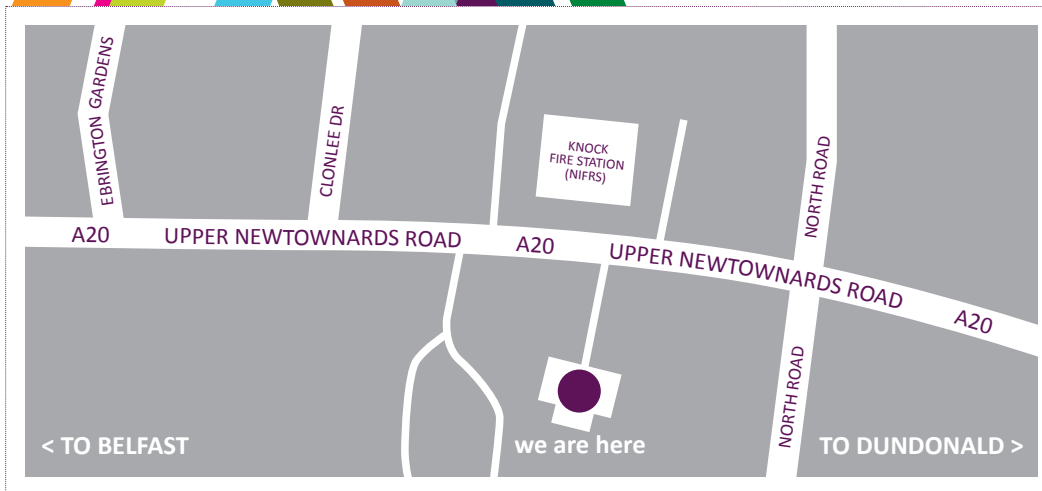 EBRINGTON GARDENS
CLONLEE DR
KNOCK
FIRE STATION
(NIFRS)
NORTH ROAD
A20
UPPER NEWTOWNARDS ROAD
A20
UPPER NEWTOWNARDS ROAD
A20
NORTH ROAD
< TO BELFAST
we are here
TO DUNDONALD >